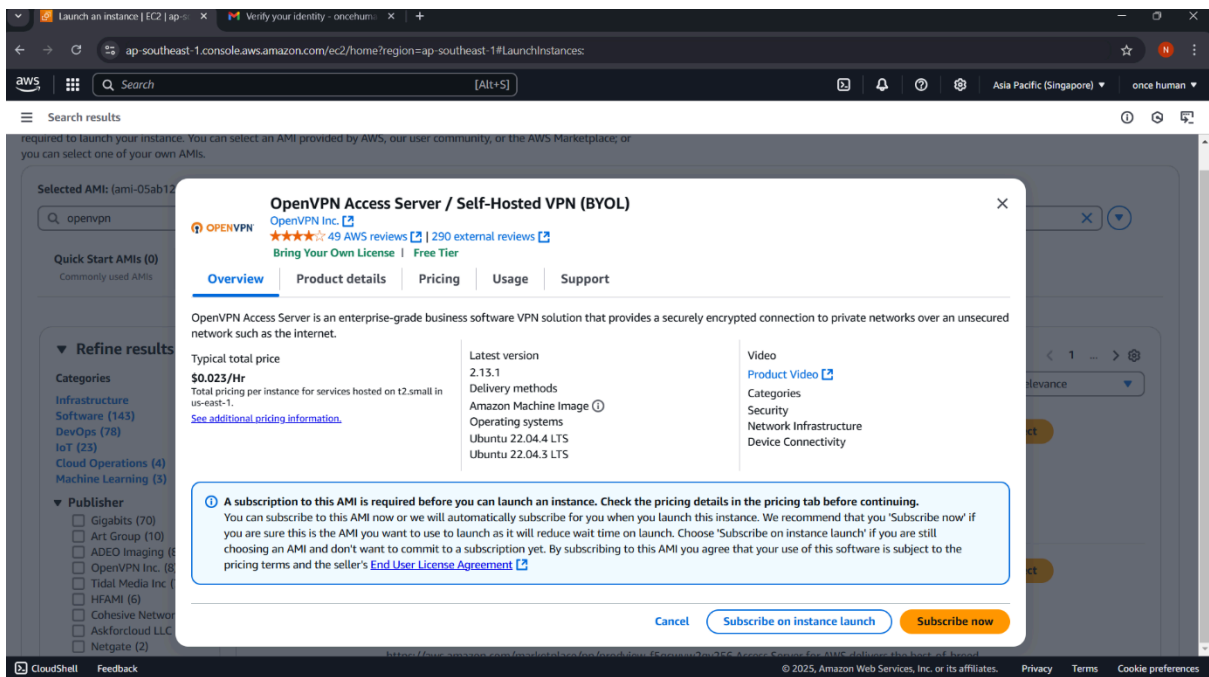 Launch an instance | EC2 | ap-s
Verify your identity - oncehuma
ap-southeast-1.console.aws.amazon.com/ec2/home?region=ap-southeast-1#LaunchInstances:
N
aws
Search
[Alt+S]
Asia Pacific (Singapore)
once human
Search results
required to launch your instance. You can select an AMI provided by AWS, our user community, or the AWS Marketplace; or
you can select one of your own AMIs.
Selected AMI: (ami-05ab12
openvpn
Quick Start AMIs (0)
Commonly used AMIs
Refine results
Categories
Infrastructure
Software (143)
DevOps (78)
IoT (23)
Cloud Operations (4)
Machine Learning (3)
Publisher
Gigabits (70)
Art Group (10)
ADEO Imaging (8
OpenVPN Inc. (8
Tidal Media Inc (
HFAMI (6)
Cohesive Networ
Askforcloud LLC
Netgate (2)
1 ...
elevance
ct
ct
OPENVPN
OpenVPN Access Server / Self-Hosted VPN (BYOL)
OpenVPN Inc.
49 AWS reviews | 290 external reviews
Bring Your Own License | Free Tier
Overview
Product details
Pricing
Usage
Support
OpenVPN Access Server is an enterprise-grade business software VPN solution that provides a securely encrypted connection to private networks over an unsecured
network such as the internet.
Typical total price
$0.023/Hr
Total pricing per instance for services hosted on t2.small in
us-east-1.
See additional pricing information.
Latest version
2.13.1
Delivery methods
Amazon Machine Image
Operating systems
Ubuntu 22.04.4 LTS
Ubuntu 22.04.3 LTS
Video
Product Video
Categories
Security
Network Infrastructure
Device Connectivity
A subscription to this AMI is required before you can launch an instance. Check the pricing details in the pricing tab before continuing.
You can subscribe to this AMI now or we will automatically subscribe for you when you launch this instance. We recommend that you 'Subscribe now' if
you are sure this is the AMI you want to use to launch as it will reduce wait time on launch. Choose 'Subscribe on instance launch' if you are still
choosing an AMI and don't want to commit to a subscription yet. By subscribing to this AMI you agree that your use of this software is subject to the
pricing terms and the seller's End User License Agreement
Cancel
Subscribe on instance launch
Subscribe now
CloudShell
Feedback
© 2025, Amazon Web Services, Inc. or its affiliates.
Privacy
Terms
Cookie preferences